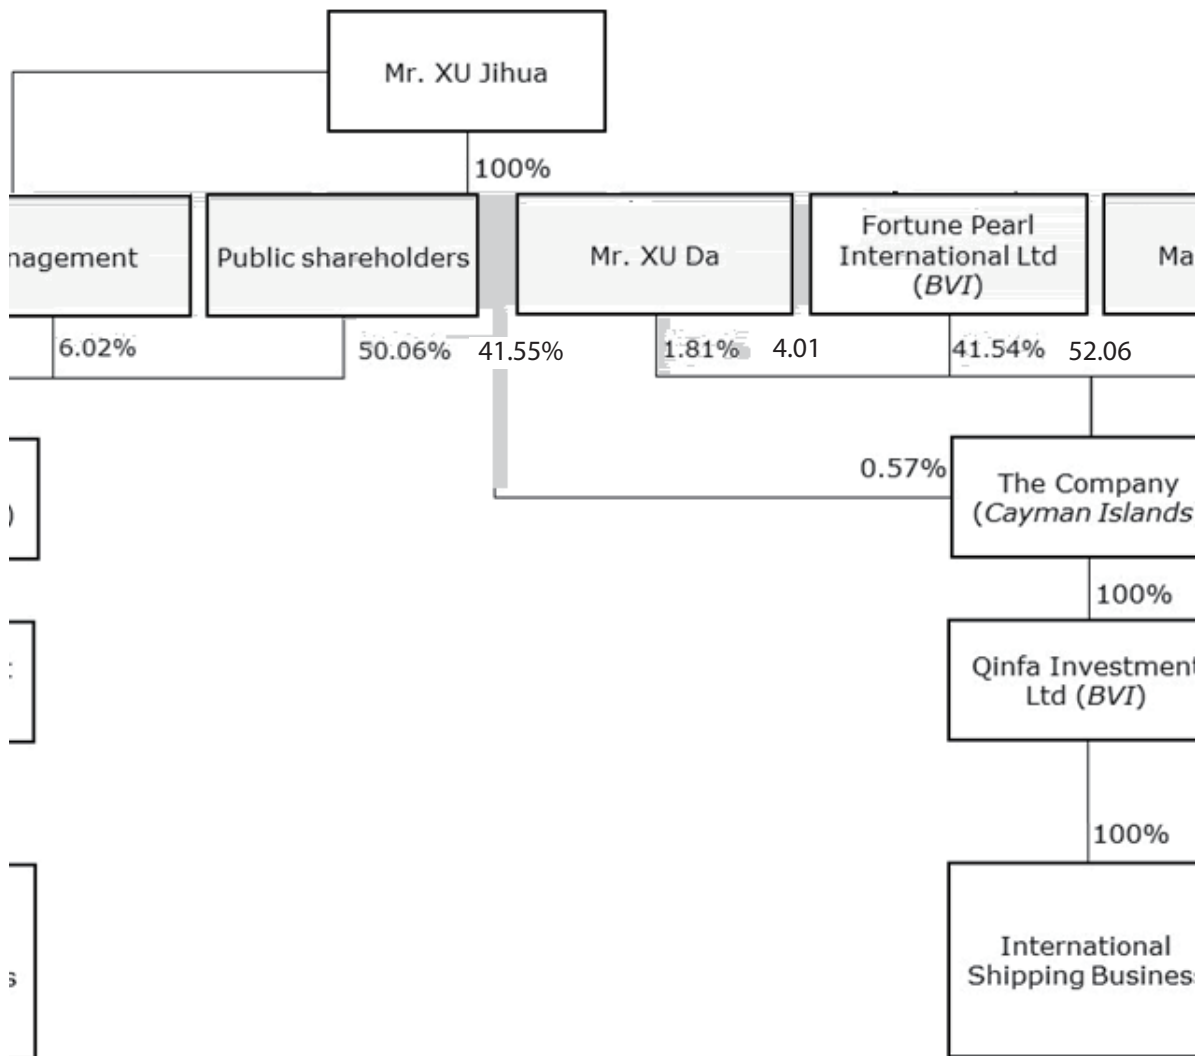 Mr. XU Jihua
100%
nagement
Public shareholders
Mr. XU Da
Fortune Pearl
International Ltd
(BVI)
Ma
6.02%
50.06%
41.55%
1.81%
4.01
41.54%
52.06
0.57%
The Company
(Cayman Islands
)
100%
Qinfa Investment
Ltd (BVI)
100%
International
Shipping Business
s